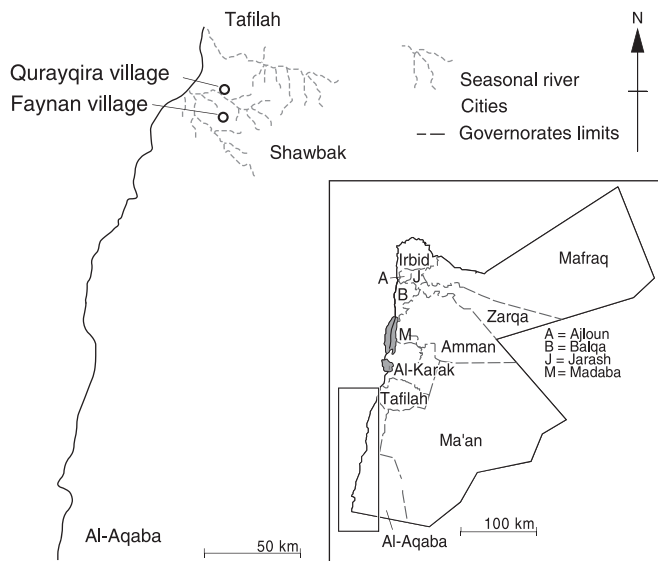 Tafilah
N
Qurayqira village
Faynan village
Shawbak
Seasonal river
Cities
Governorates limits
Irbid
Mafraq
A
J
B
Zarqa
A = Ajloun
B = Balqa
J = Jarash
M = Madaba
M
Amman
Al-Karak
Tafilah
Ma'an
Al-Aqaba
50 km
100 km
Al-Aqaba